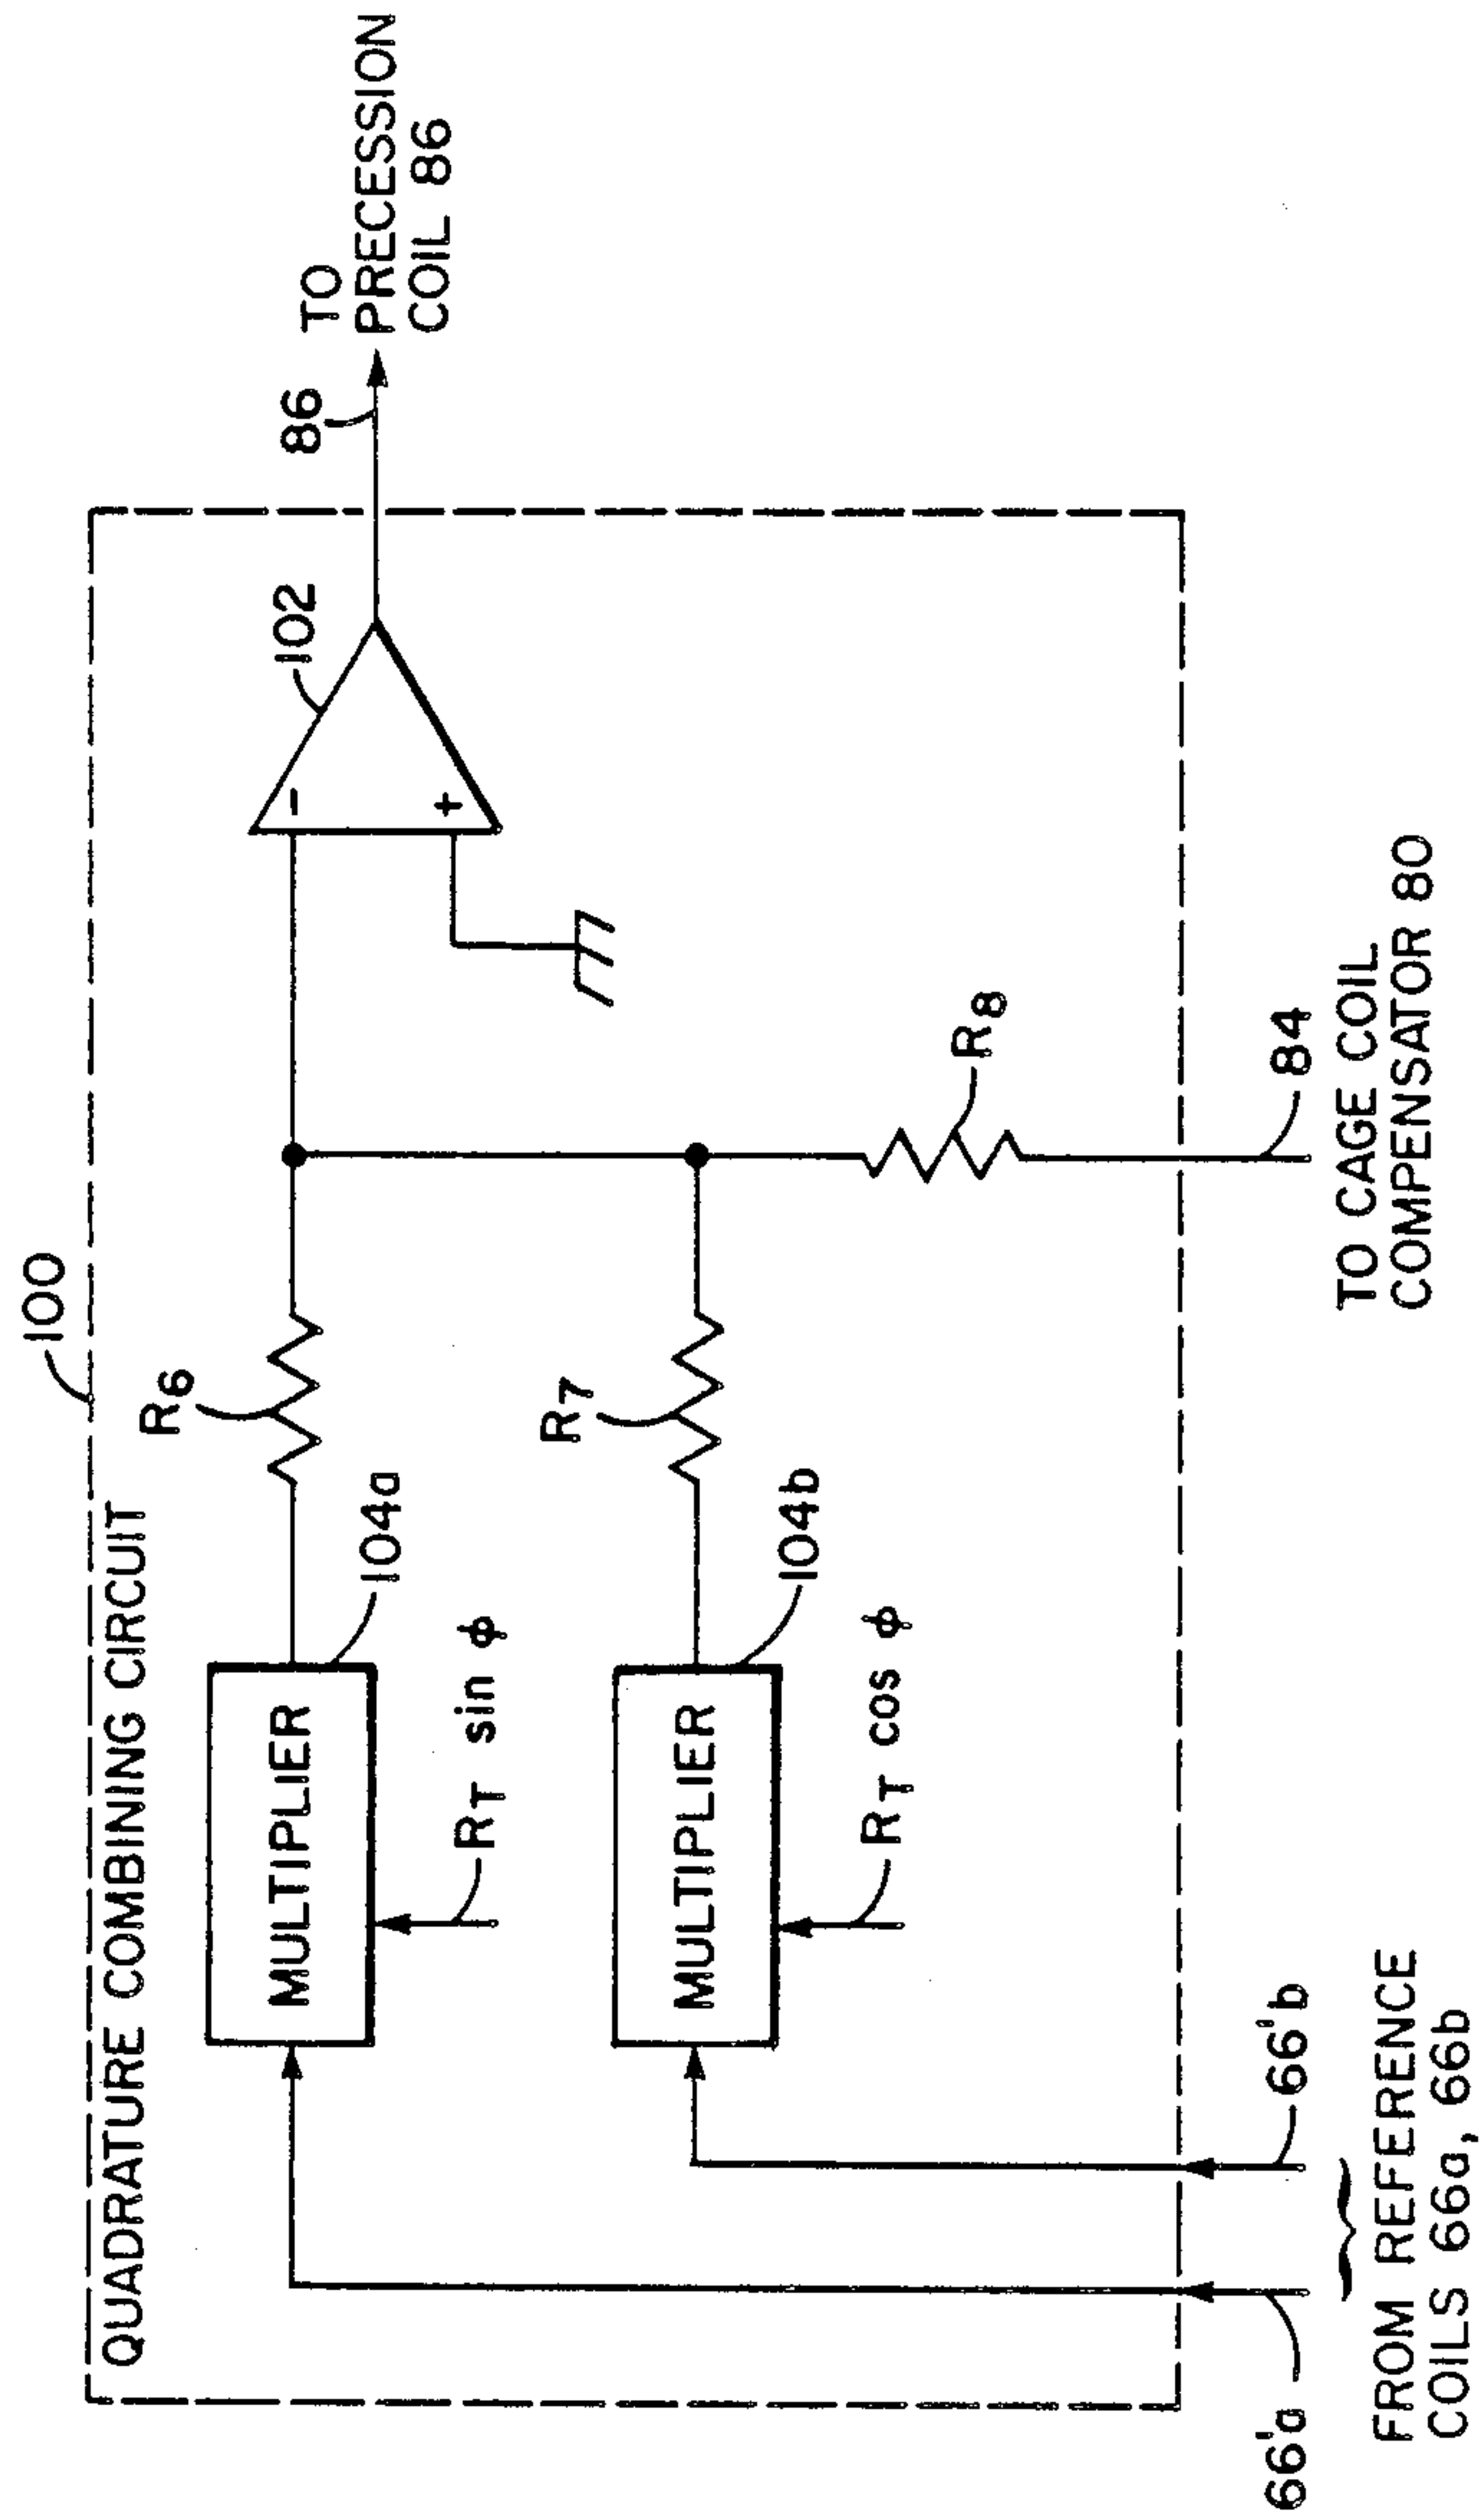 100
QUADRATURE COMBINING CIRCUIT
MULTIPLIER
104a
R6
RT sin ϕ
102
-
+
86
TO
PRECESSION
COIL 86
MULTIPLIER
104b
R7
RT cos ϕ
R8
84
TO CAGE COIL
COMPENSATOR 80
66'a
66'b
FROM REFERENCE
COILS 66a, 66b